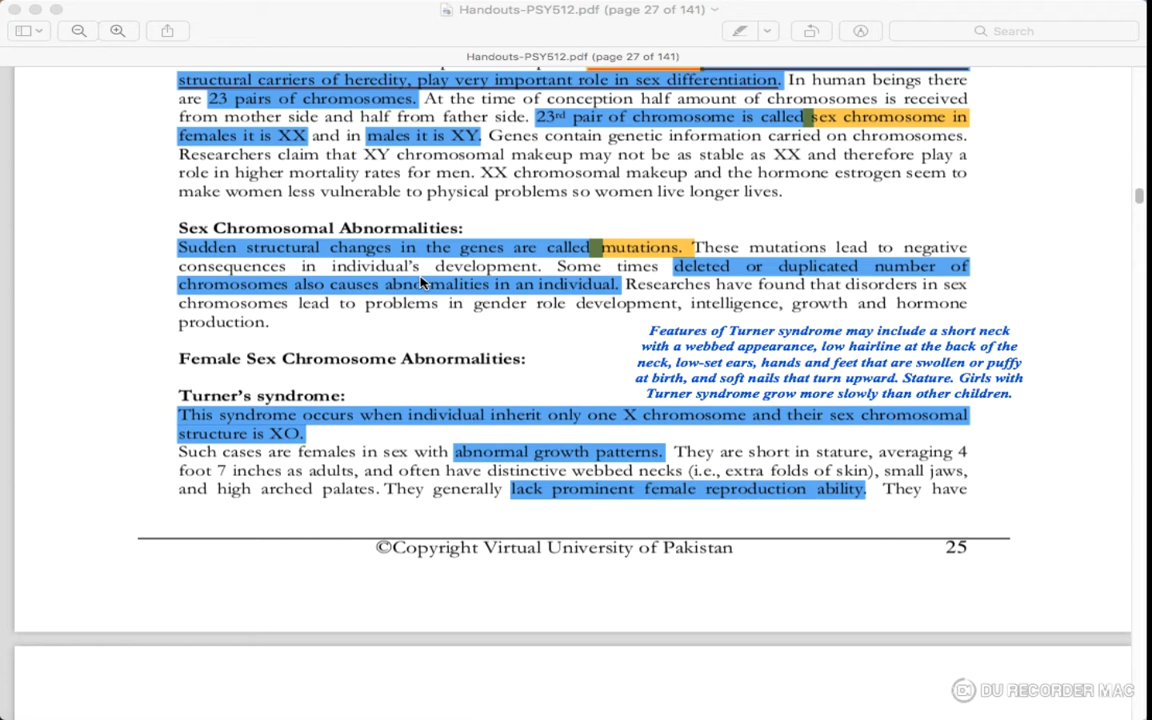 Handouts-PSY512.pdf (page 27 of 141)
Search
Handouts-PSY512.pdf (page 27 of 141)
structural carriers of heredity, play very important role in sex differentiation. In human beings there
are 23 pairs of chromosomes. At the time of conception half amount of chromosomes is received
from mother side and half from father side. 23rd pair of chromosome is called sex chromosome in
females it is XX and in males it is XY. Genes contain genetic information carried on chromosomes.
Researchers claim that XY chromosomal makeup may not be as stable as XX and therefore play a
role in higher mortality rates for men. XX chromosomal makeup and the hormone estrogen seem to
make women less vulnerable to physical problems so women live longer lives.
Sex Chromosomal Abnormalities:
Sudden structural changes in the genes are called mutations. These mutations lead to negative
consequences in individual's development. Some times deleted or duplicated number of
chromosomes also causes abnormalities in an individual. Researches have found that disorders in sex
chromosomes lead to problems in gender role development, intelligence, growth and hormone
production.
Features of Turner syndrome may include a short neck
with a webbed appearance, low hairline at the back of the
neck, low-set ears, hands and feet that are swollen or puffy
at birth, and soft nails that turn upward. Stature. Girls with
Turner syndrome grow more slowly than other children.
Female Sex Chromosome Abnormalities:
Turner's syndrome:
This syndrome occurs when individual inherit only one X chromosome and their sex chromosomal
structure is XO.
Such cases are females in sex with abnormal growth patterns. They are short in stature, averaging 4
foot 7 inches as adults, and often have distinctive webbed necks (i.e., extra folds of skin), small jaws,
and high arched palates. They generally lack prominent female reproduction ability. They have
©Copyright Virtual University of Pakistan 25
DU RECORDER MAC